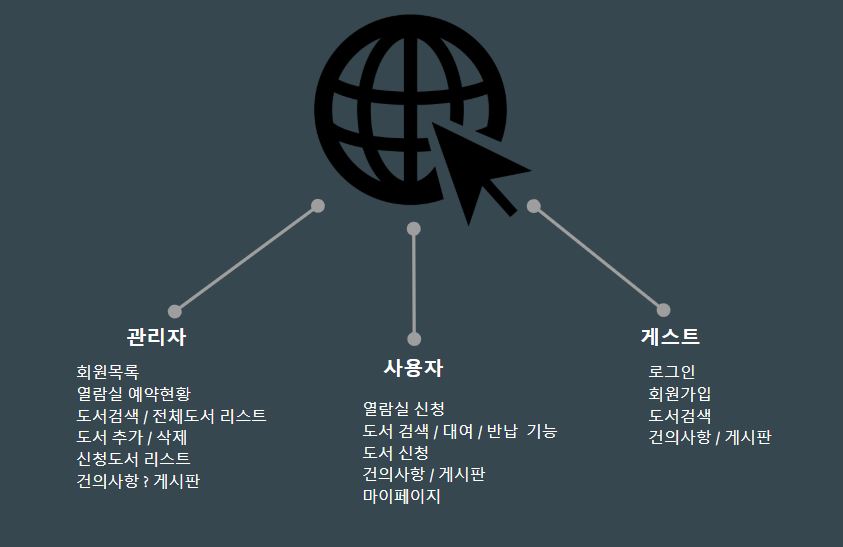 관리자
회원목록
열람실 예약현황
도서검색 / 전체도서 리스트
도서 추가 / 삭제
신청도서 리스트
건의사항 ? 게시판
사용자
열람실 신청
도서 검색 / 대여 / 반납 기능
도서 신청
건의사항 / 게시판
마이페이지
게스트
로그인
회원가입
도서검색
건의사항 / 게시판